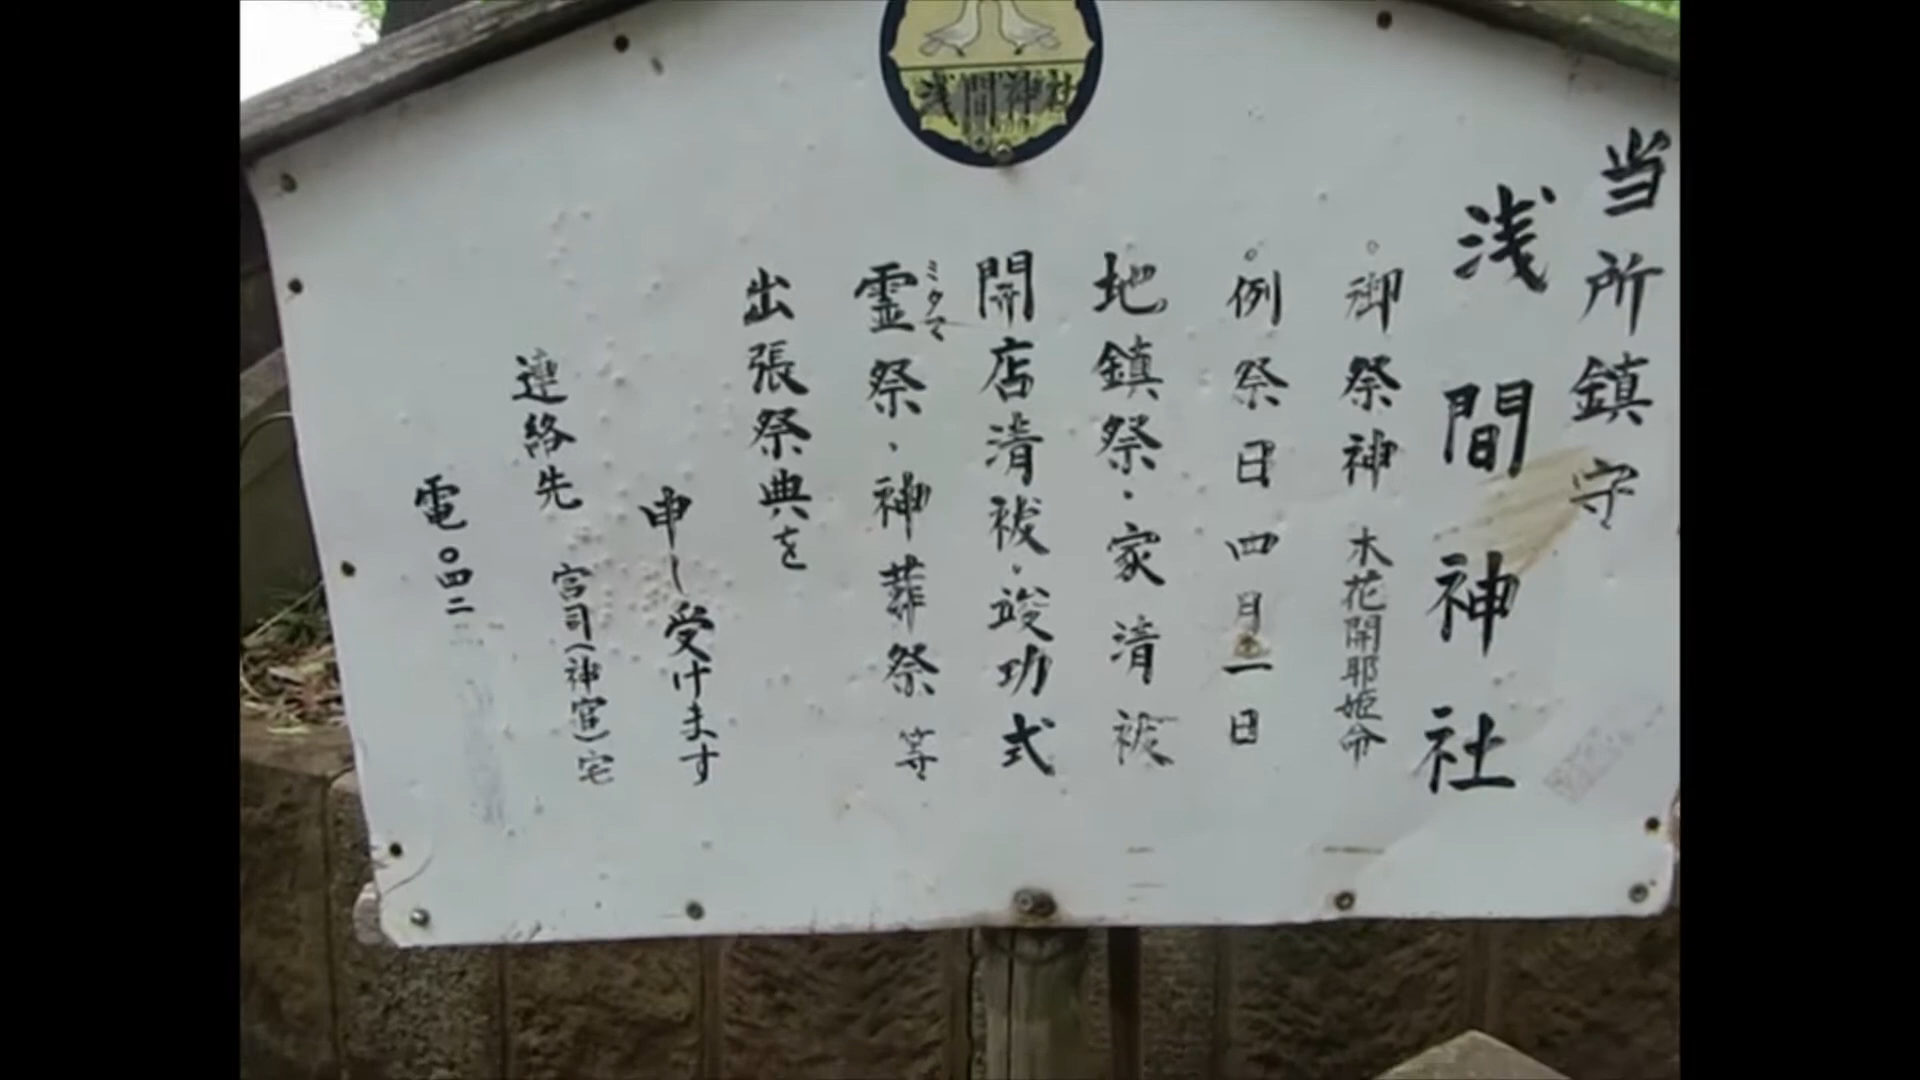 当所鎮守
浅間神社
。御祭神 木花開耶姫命
。例祭日 四月一日
地鎮祭・家清祓
開店清祓・竣功式
霊祭、神葬祭等
ミタマ
出張祭典を
申し受けます
連絡先 宮司(神宮)宅
電〇四二
浅間神社